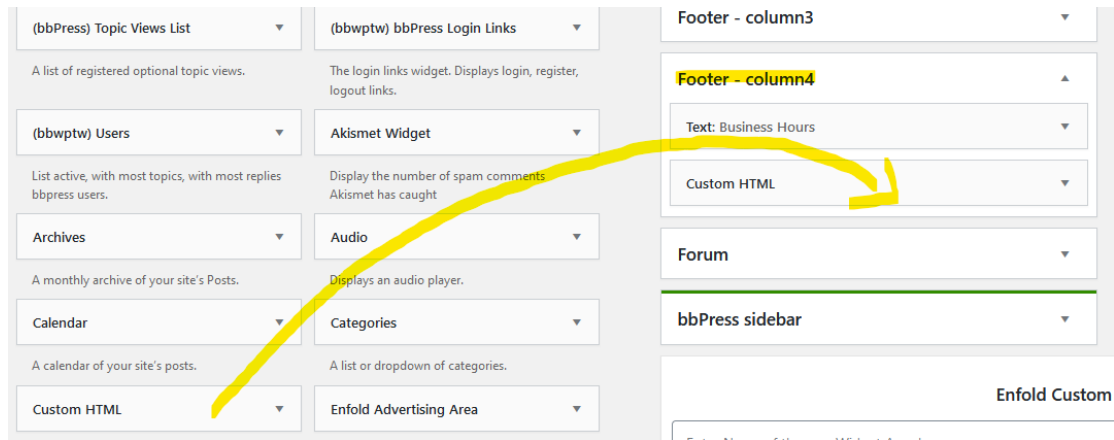 (bbPress) Topic Views List
A list of registered optional topic views.
(bbwptw) bbPress Login Links
The login links widget. Displays login, register,
logout links.
(bbwptw) Users
List active, with most topics, with most replies
bbpress users.
Akismet Widget
Display the number of spam comments
Akismet has caught
Archives
A monthly archive of your site's Posts.
Audio
Displays an audio player.
Calendar
A calendar of your site's posts.
Categories
A list or dropdown of categories.
Custom HTML
Enfold Advertising Area
Footer - column3
Footer - column4
Text: Business Hours
Custom HTML
Forum
bbPress sidebar
Enfold Custom